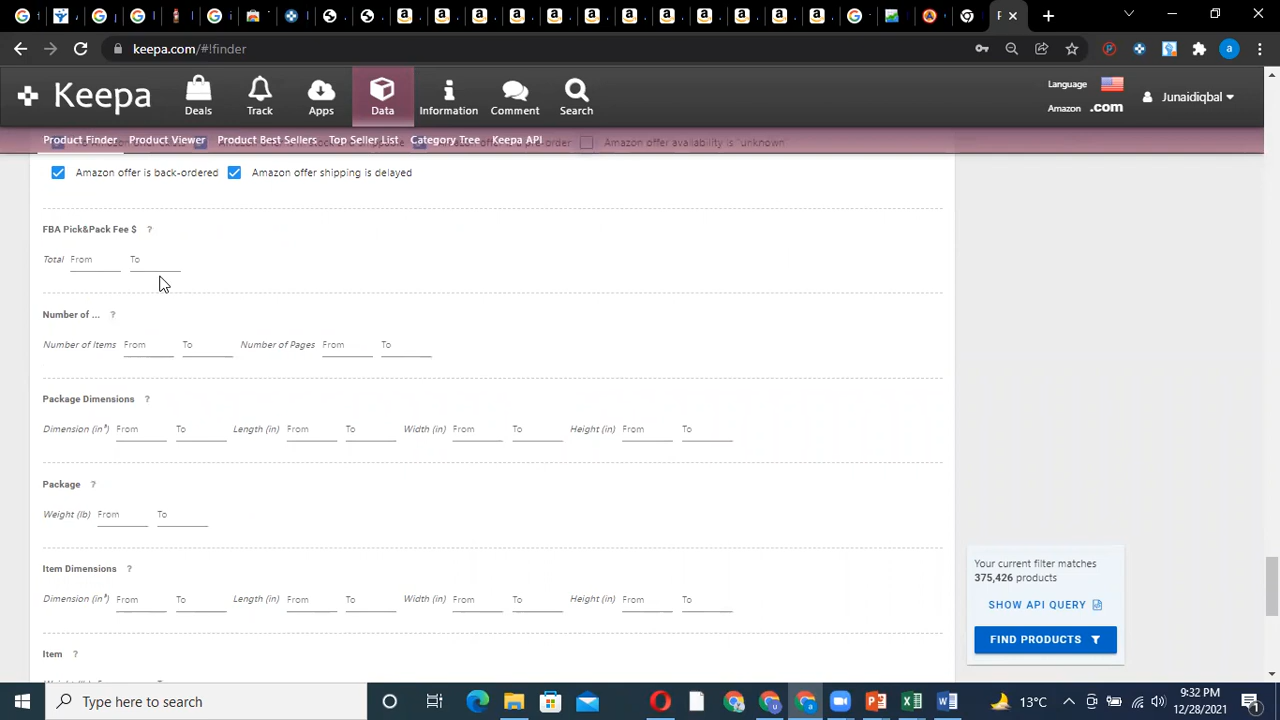 keepa.com/#!finder
a
Keepa
Deals
Track
Apps
Data
Information
Comment
Search
Language
Amazon .com
Junaidiqbal
Product Finder Product Viewer Product Best Sellers Top Seller List Category Tree Keepa API
Amazon offer availability is "unknown"
Amazon offer is back-ordered Amazon offer shipping is delayed
FBA Pick&Pack Fee $ ?
Total From To
Number of ... ?
Number of Items From To Number of Pages From To
Package Dimensions ?
Dimension (in³) From To Length (in) From To Width (in) From To Height (in) From To
Package ?
Weight (lb) From To
Item Dimensions ?
Dimension (in³) From To Length (in) From To Width (in) From To Height (in) From To
Item ?
Your current filter matches
375,426 products
SHOW API QUERY
FIND PRODUCTS
Type here to search
13°C
9:32 PM
12/28/2021